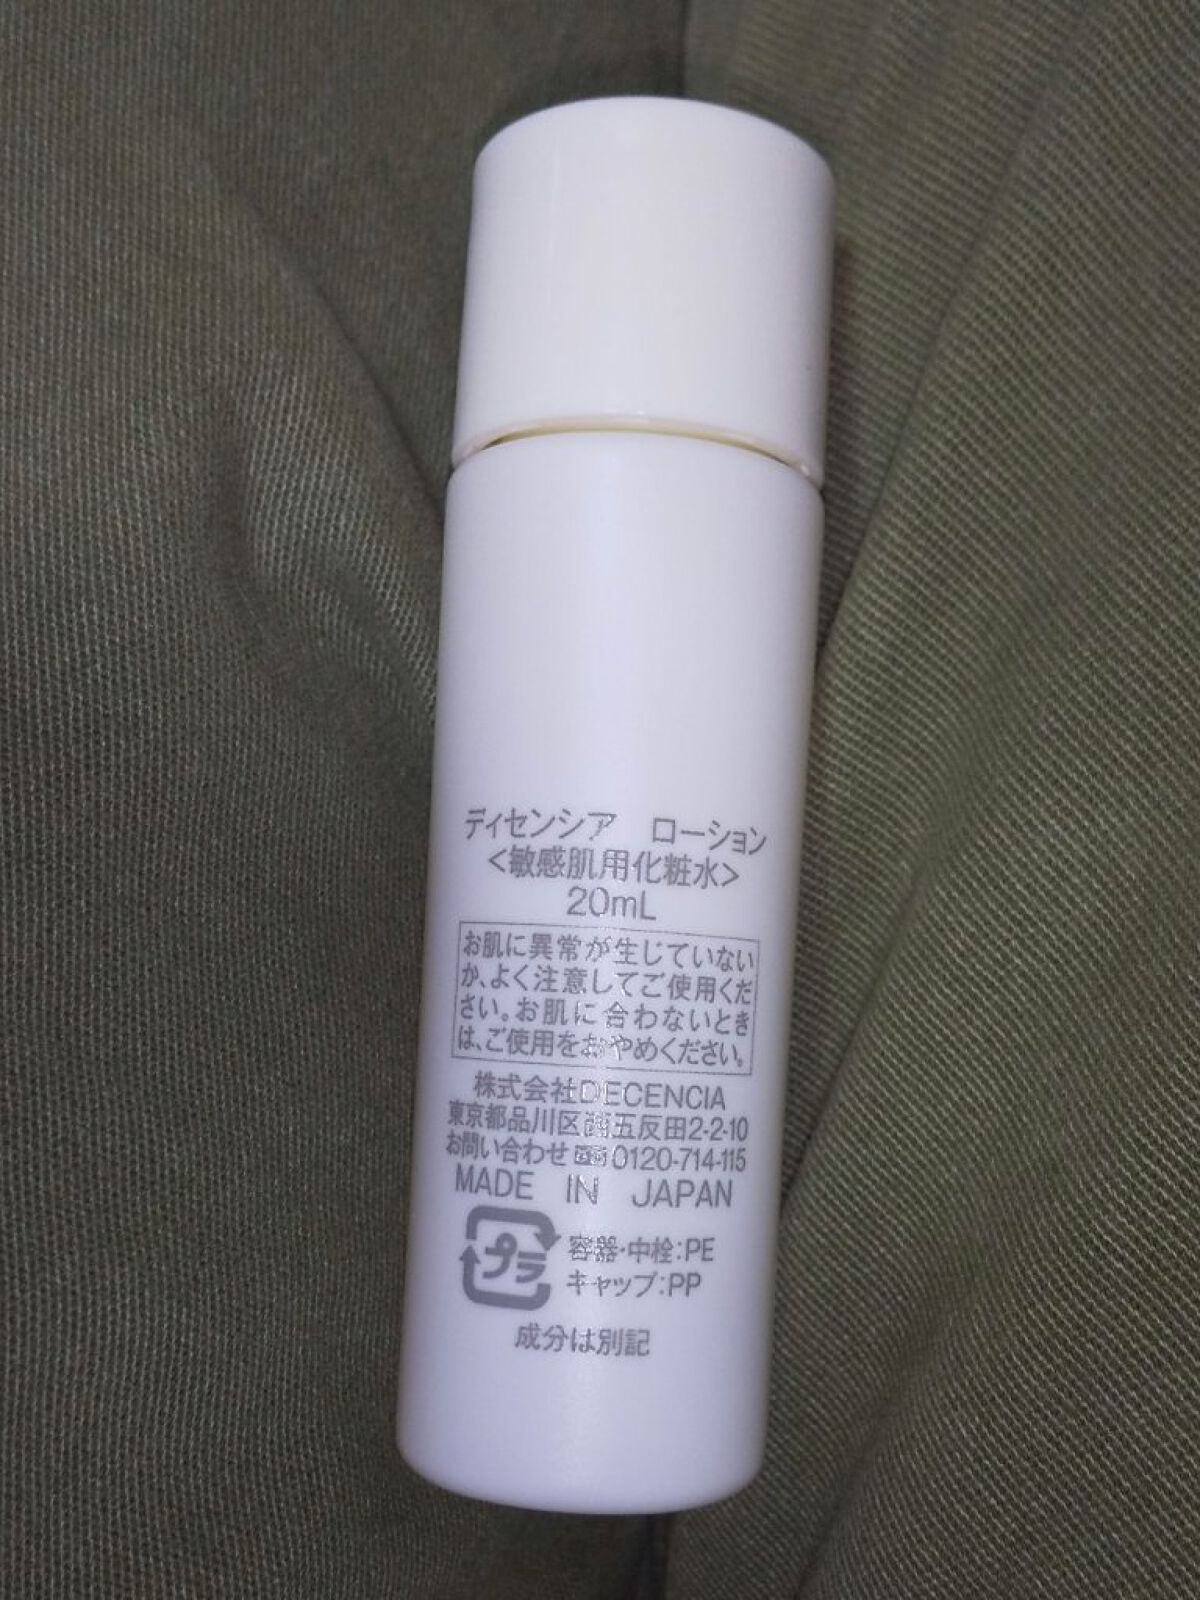 ディセンシア ローション
<敏感肌用化粧水>
20mL
お肌に異常が生じていない
か、よく注意してご使用くだ
さい。お肌に合わないとき
は、ご使用をおやめください。
株式会社DECENCIA
東京都品川区西五反田2-2-10
お問い合わせ 0120-714-115
MADE IN JAPAN
プラ
容器・中栓:PE
キャップ:PP
成分は別記